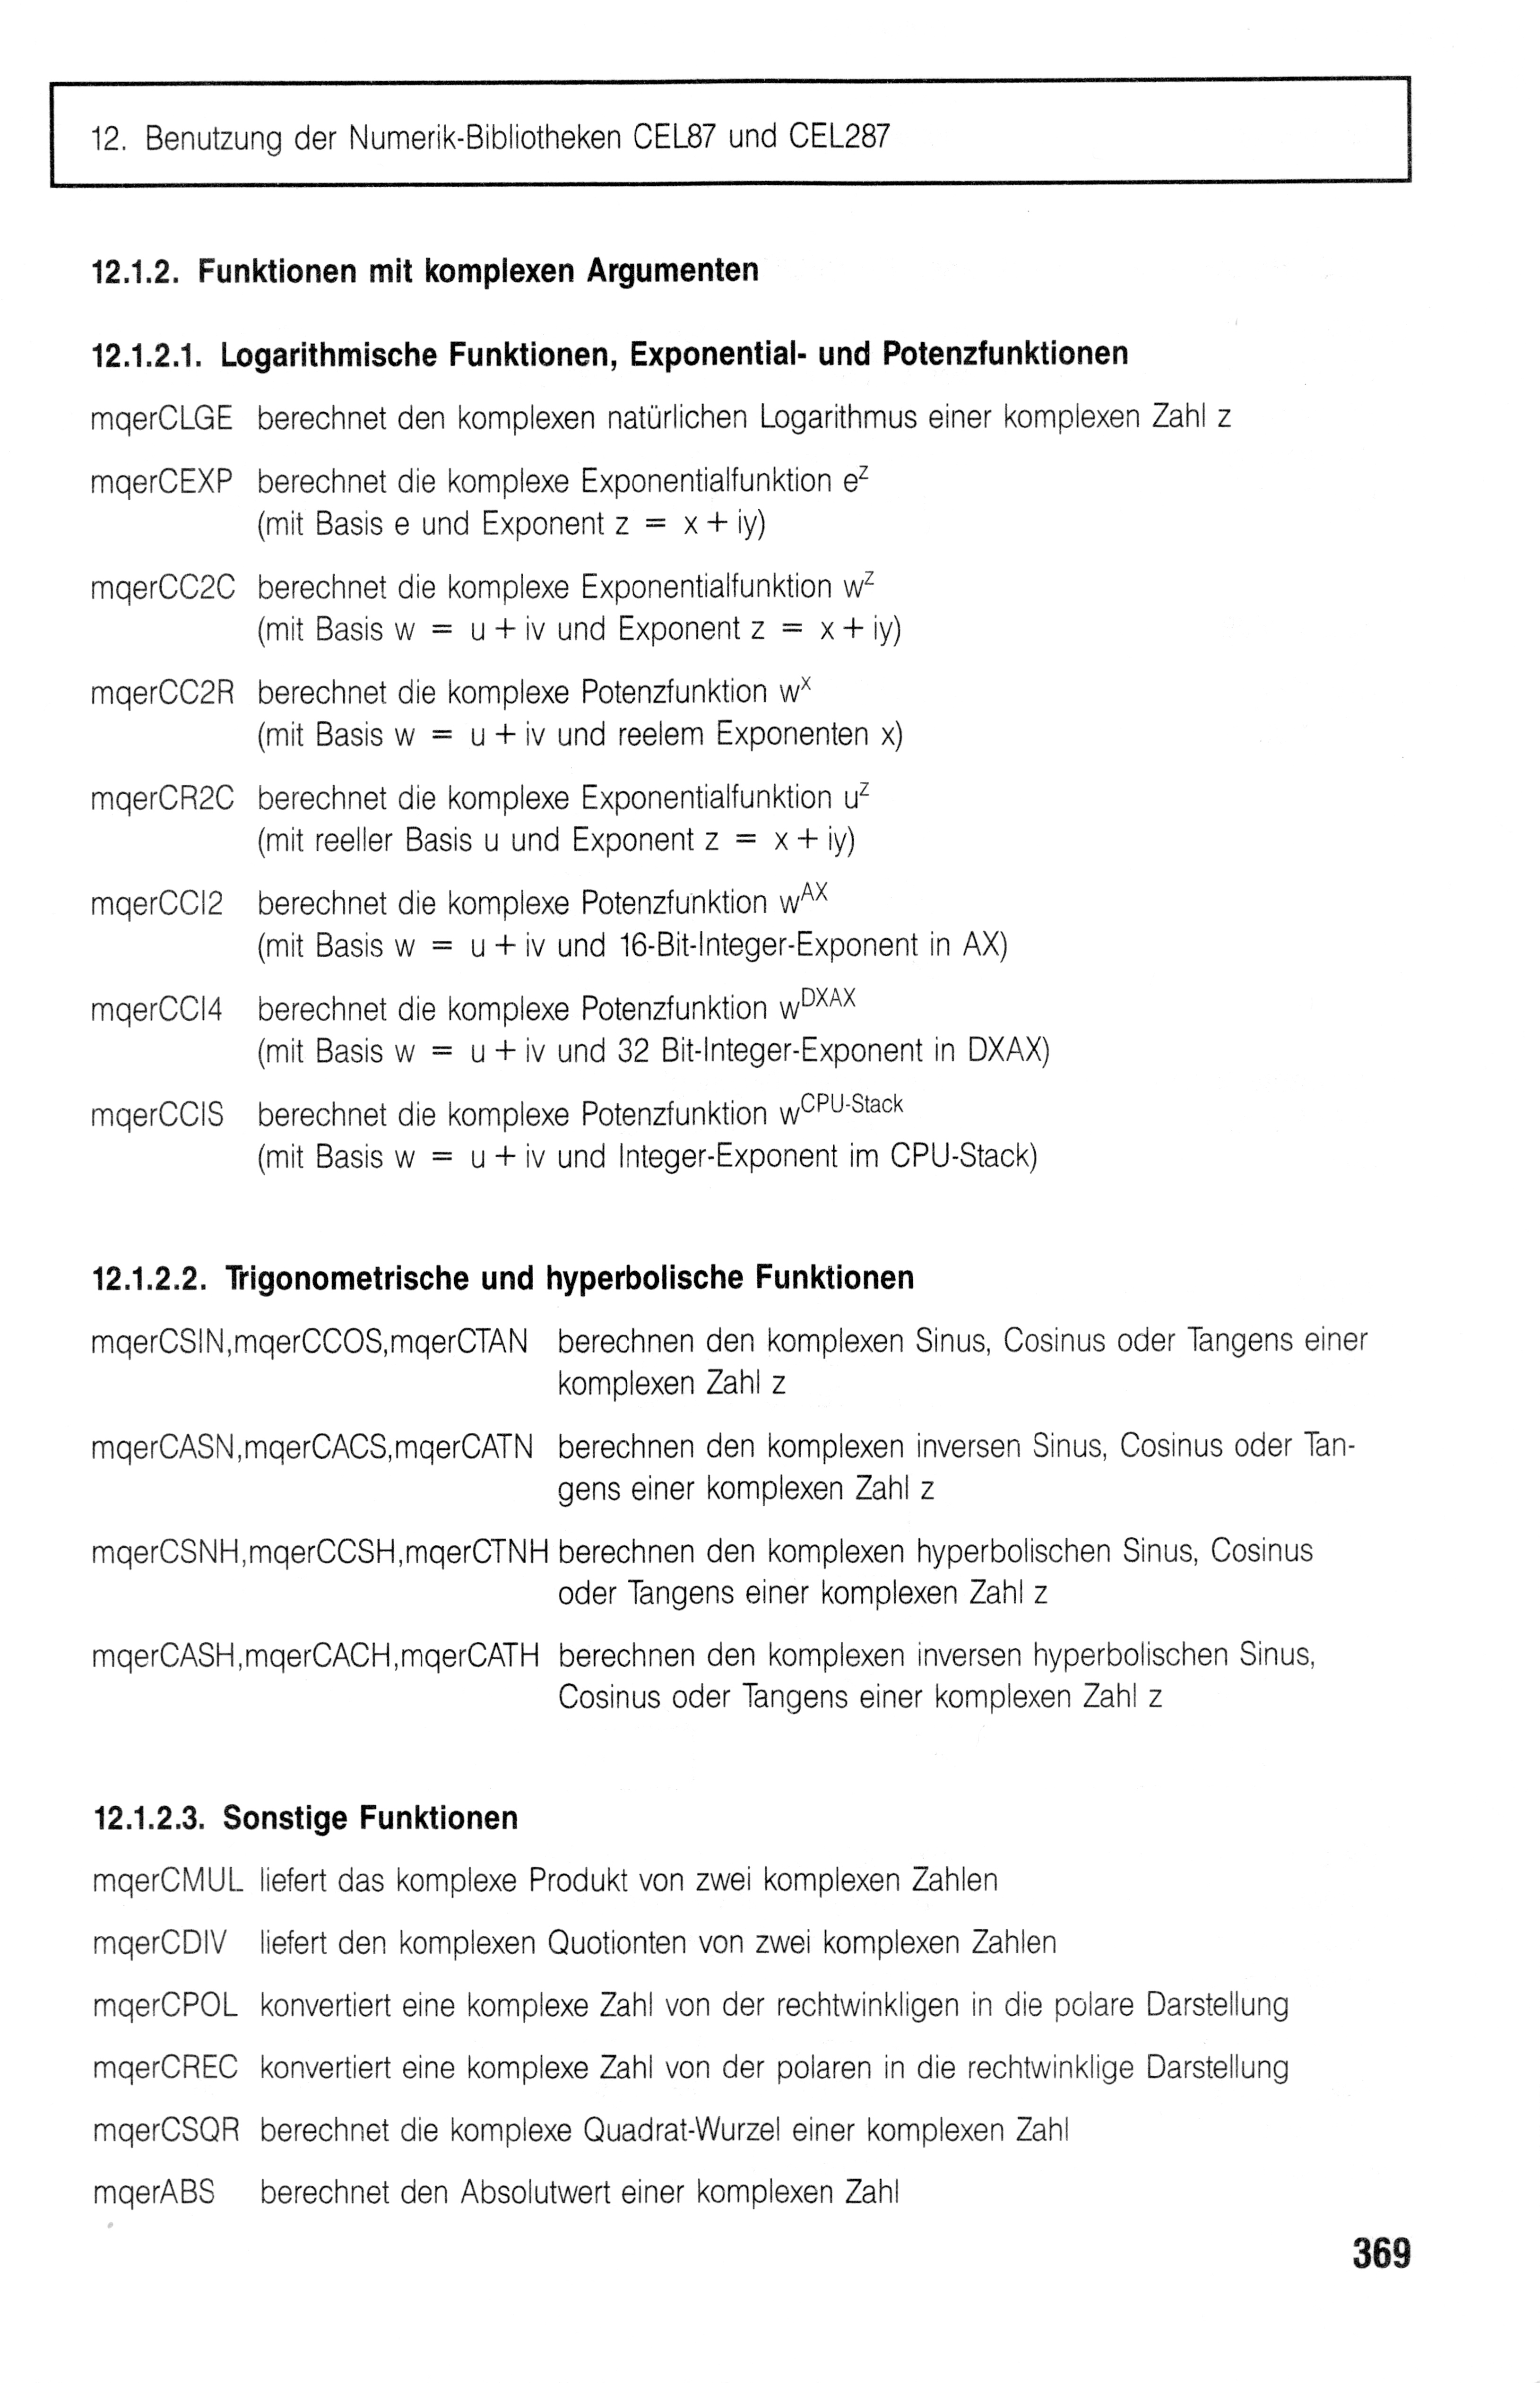 12. Benutzung der Numerik-Bibliotheken CEL87 und CEL287
12.1.2. Funktionen mit komplexen Argumenten
12.1.2.1. Logarithmische Funktionen, Exponential- und Potenzfunktionen
mqerCLGE berechnet den komplexen natürlichen Logarithmus einer komplexen Zahl z
mqerCEXP berechnet die komplexe Exponentialfunktion e^z
(mit Basis e und Exponent z = x + iy)
mqerCC2C berechnet die komplexe Exponentialfunktion w^z
(mit Basis w = u + iv und Exponent z = x + iy)
mqerCC2R berechnet die komplexe Potenzfunktion w^x
(mit Basis w = u + iv und reelem Exponenten x)
mqerCR2C berechnet die komplexe Exponentialfunktion u^z
(mit reeller Basis u und Exponent z = x + iy)
mqerCCI2 berechnet die komplexe Potenzfunktion w^AX
(mit Basis w = u + iv und 16-Bit-Integer-Exponent in AX)
mqerCCI4 berechnet die komplexe Potenzfunktion w^DXAX
(mit Basis w = u + iv und 32 Bit-Integer-Exponent in DXAX)
mqerCCIS berechnet die komplexe Potenzfunktion w^CPU-Stack
(mit Basis w = u + iv und Integer-Exponent im CPU-Stack)
12.1.2.2. Trigonometrische und hyperbolische Funktionen
mqerCSIN,mqerCCOS,mqerCTAN berechnen den komplexen Sinus, Cosinus oder Tangens einer
komplexen Zahl z
mqerCASN,mqerCACS,mqerCATN berechnen den komplexen inversen Sinus, Cosinus oder Tan-
gens einer komplexen Zahl z
mqerCSNH,mqerCCSH,mqerCTNH berechnen den komplexen hyperbolischen Sinus, Cosinus
oder Tangens einer komplexen Zahl z
mqerCASH,mqerCACH,mqerCATH berechnen den komplexen inversen hyperbolischen Sinus,
Cosinus oder Tangens einer komplexen Zahl z
12.1.2.3. Sonstige Funktionen
mqerCMUL liefert das komplexe Produkt von zwei komplexen Zahlen
mqerCDIV liefert den komplexen Quotionten von zwei komplexen Zahlen
mqerCPOL konvertiert eine komplexe Zahl von der rechtwinkligen in die polare Darstellung
mqerCREC konvertiert eine komplexe Zahl von der polaren in die rechtwinklige Darstellung
mqerCSQR berechnet die komplexe Quadrat-Wurzel einer komplexen Zahl
mqerABS berechnet den Absolutwert einer komplexen Zahl
369